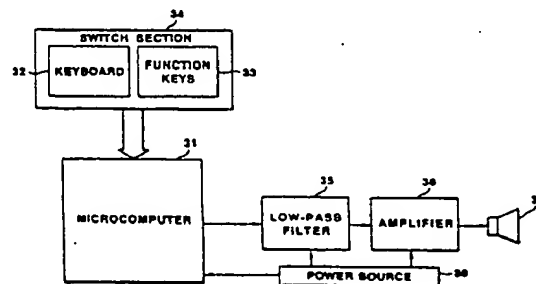 34
SWITCH SECTION
32
KEYBOARD
FUNCTION
KEYS
33
31
MICROCOMPUTER
35
LOW-PASS
FILTER
36
AMPLIFIER
POWER SOURCE